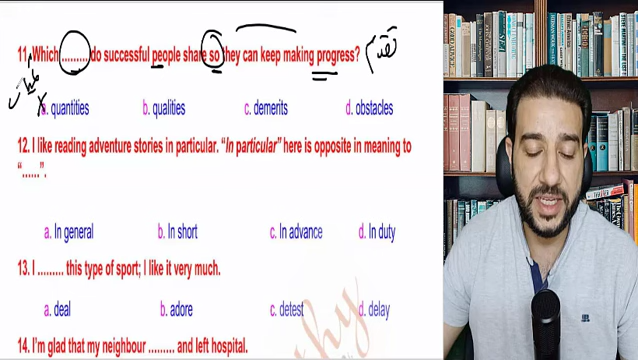 11. Which ......... do successful people share so they can keep making progress? تقدم
a. quantities b. qualities c. demerits d. obstacles
12. I like reading adventure stories in particular. "In particular" here is opposite in meaning to
"......".
a. In general b. In short c. In advance d. In duty
13. I ......... this type of sport; I like it very much.
a. deal b. adore c. detest d. delay
14. I'm glad that my neighbour ......... and left hospital.